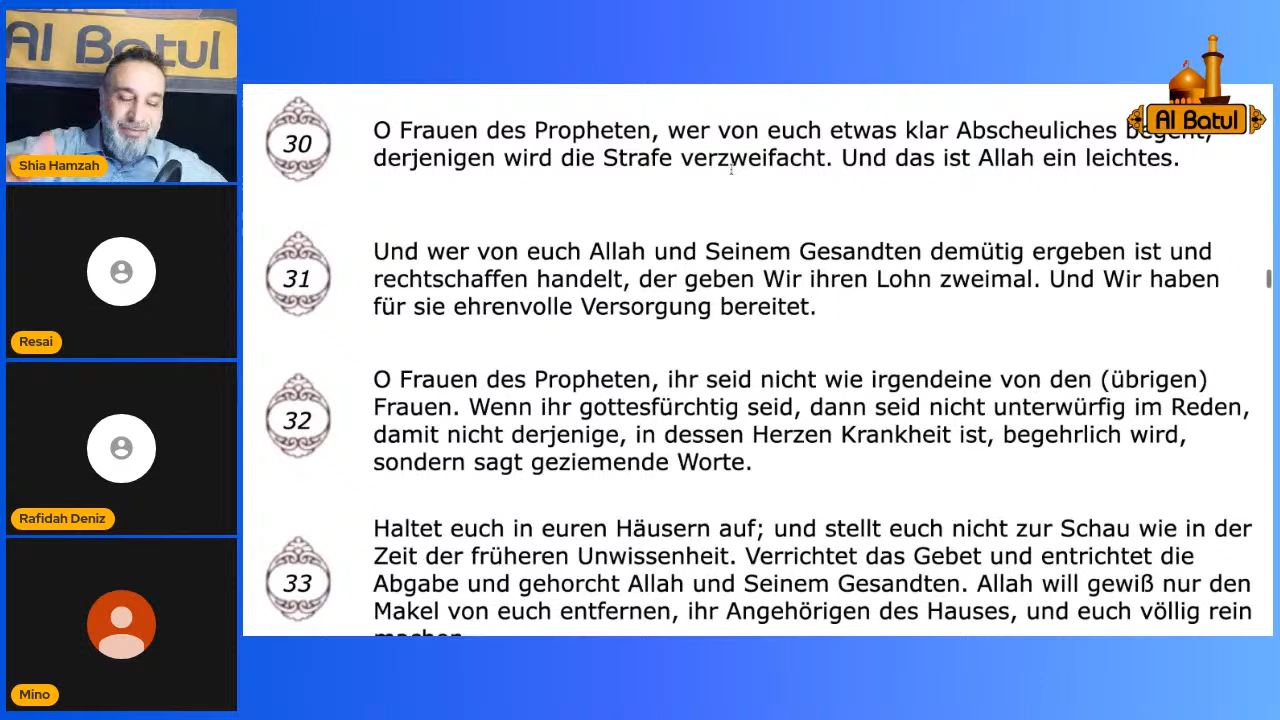 Al Batul
Shia Hamzah
Resai
Rafidah Deniz
Mino
Al Batul
30
O Frauen des Propheten, wer von euch etwas klar Abscheuliches begeht,
derjenigen wird die Strafe verzweifacht. Und das ist Allah ein leichtes.
31
Und wer von euch Allah und Seinem Gesandten demütig ergeben ist und
rechtschaffen handelt, der geben Wir ihren Lohn zweimal. Und Wir haben
für sie ehrenvolle Versorgung bereitet.
32
O Frauen des Propheten, ihr seid nicht wie irgendeine von den (übrigen)
Frauen. Wenn ihr gottesfürchtig seid, dann seid nicht unterwürfig im Reden,
damit nicht derjenige, in dessen Herzen Krankheit ist, begehrlich wird,
sondern sagt geziemende Worte.
33
Haltet euch in euren Häusern auf; und stellt euch nicht zur Schau wie in der
Zeit der früheren Unwissenheit. Verrichtet das Gebet und entrichtet die
Abgabe und gehorcht Allah und Seinem Gesandten. Allah will gewiß nur den
Makel von euch entfernen, ihr Angehörigen des Hauses, und euch völlig rein
machen